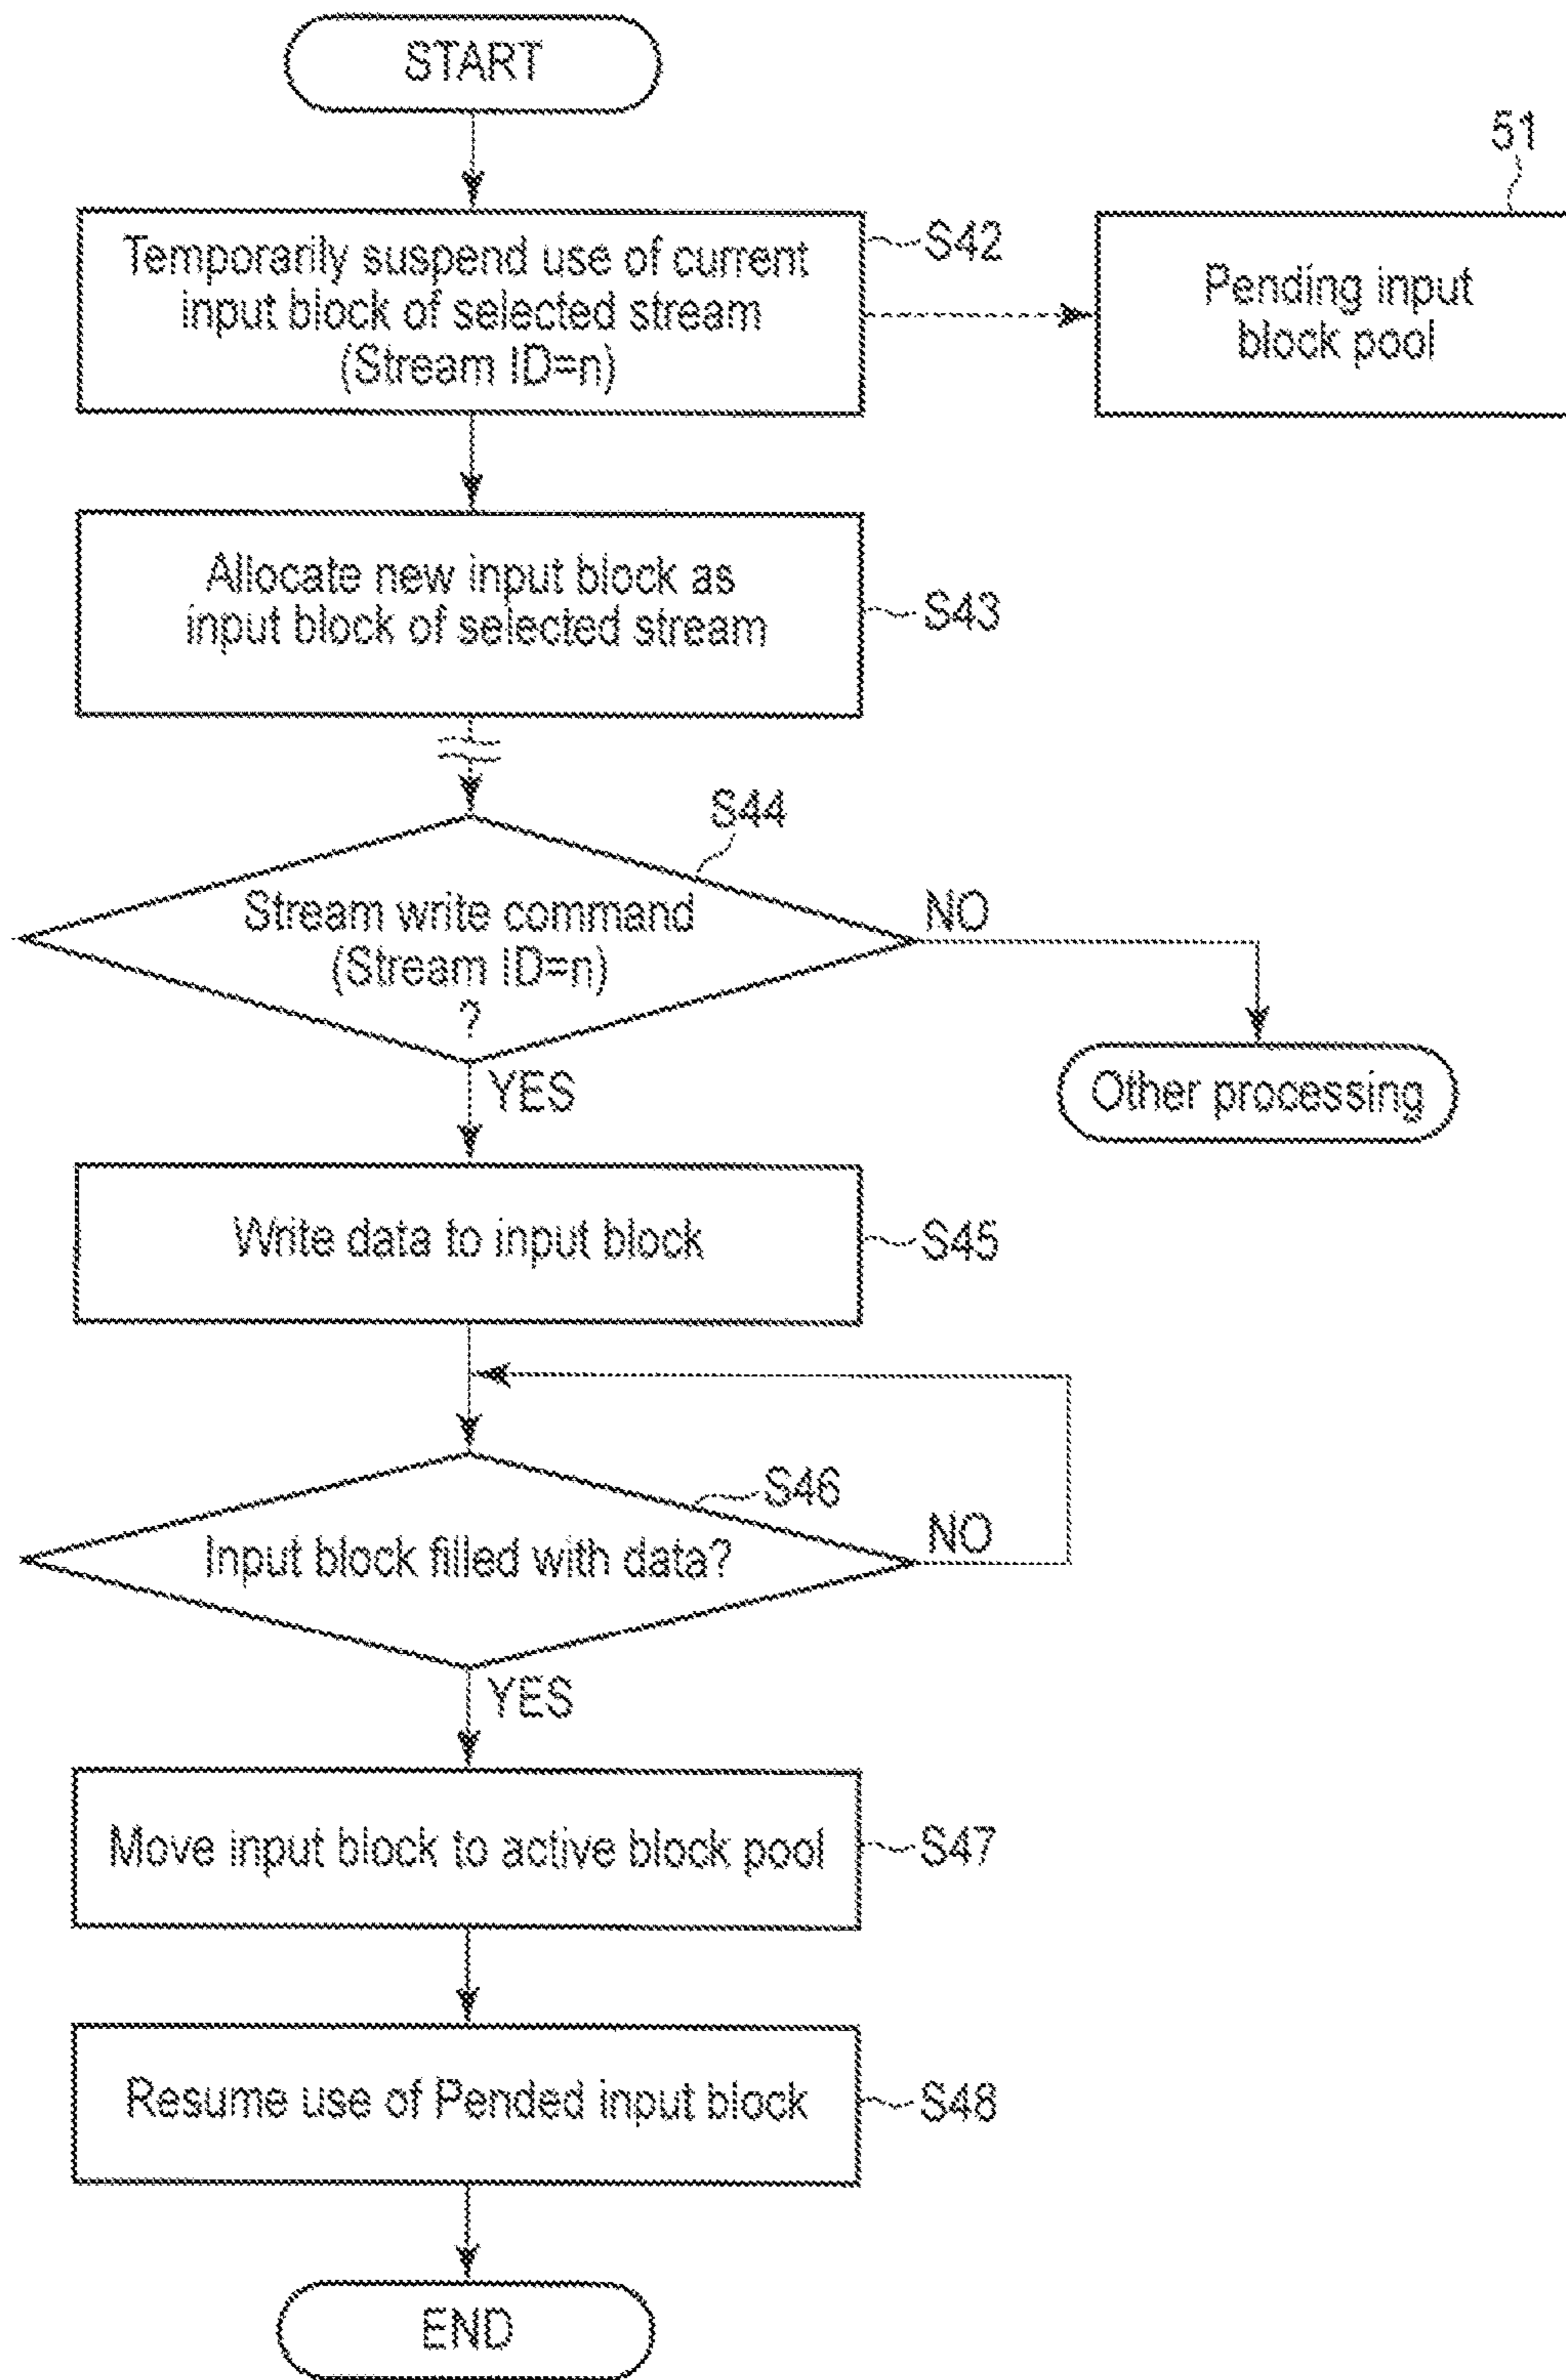 START
51
Temporarily suspend use of current
input block of selected stream
(Stream ID=n)
S42
Pending input
block pool
Allocate new input block as
input block of selected stream
S43
S44
Stream write command
(Stream ID=n)
?
NO
YES
Other processing
Write data to input block
S45
S46
Input block filled with data?
NO
YES
Move input block to active block pool
S47
Resume use of Pended input block
S48
END